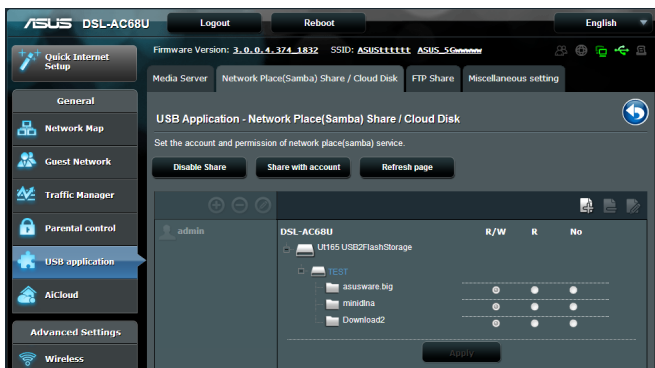 ASUS DSL-AC68U Logout Reboot English
Quick Internet Setup
Firmware Version: 3.0.0.4.374_1832 SSID: ASUStttttt ASUS_5G
Media Server Network Place(Samba) Share / Cloud Disk FTP Share Miscellaneous setting
General
Network Map
Guest Network
Traffic Manager
Parental control
USB application
AiCloud
Advanced Settings
Wireless
USB Application - Network Place(Samba) Share / Cloud Disk
Set the account and permission of network place(samba) service.
Disable Share Share with account Refresh page
admin
DSL-AC68U R/W R No
Ut165 USB2FlashStorage
TEST
asusware.big
minidlna
Download2
Apply